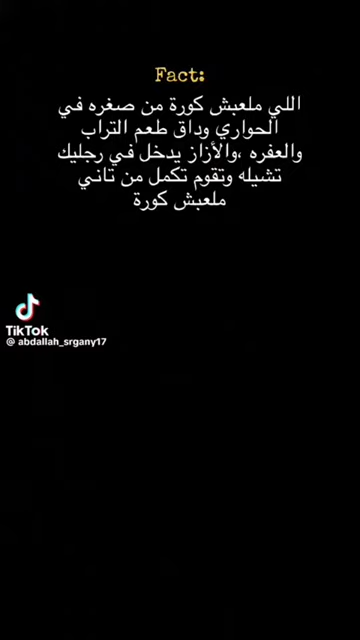 Fact:
اللي ملعبش كورة من صغره في
الحواري وداق طعم التراب
والعفره ،والأزاز يدخل في رجليك
تشيله وتقوم تكمل من تاني
ملعبش كورة
TikTok
@ abdallah_srgany17